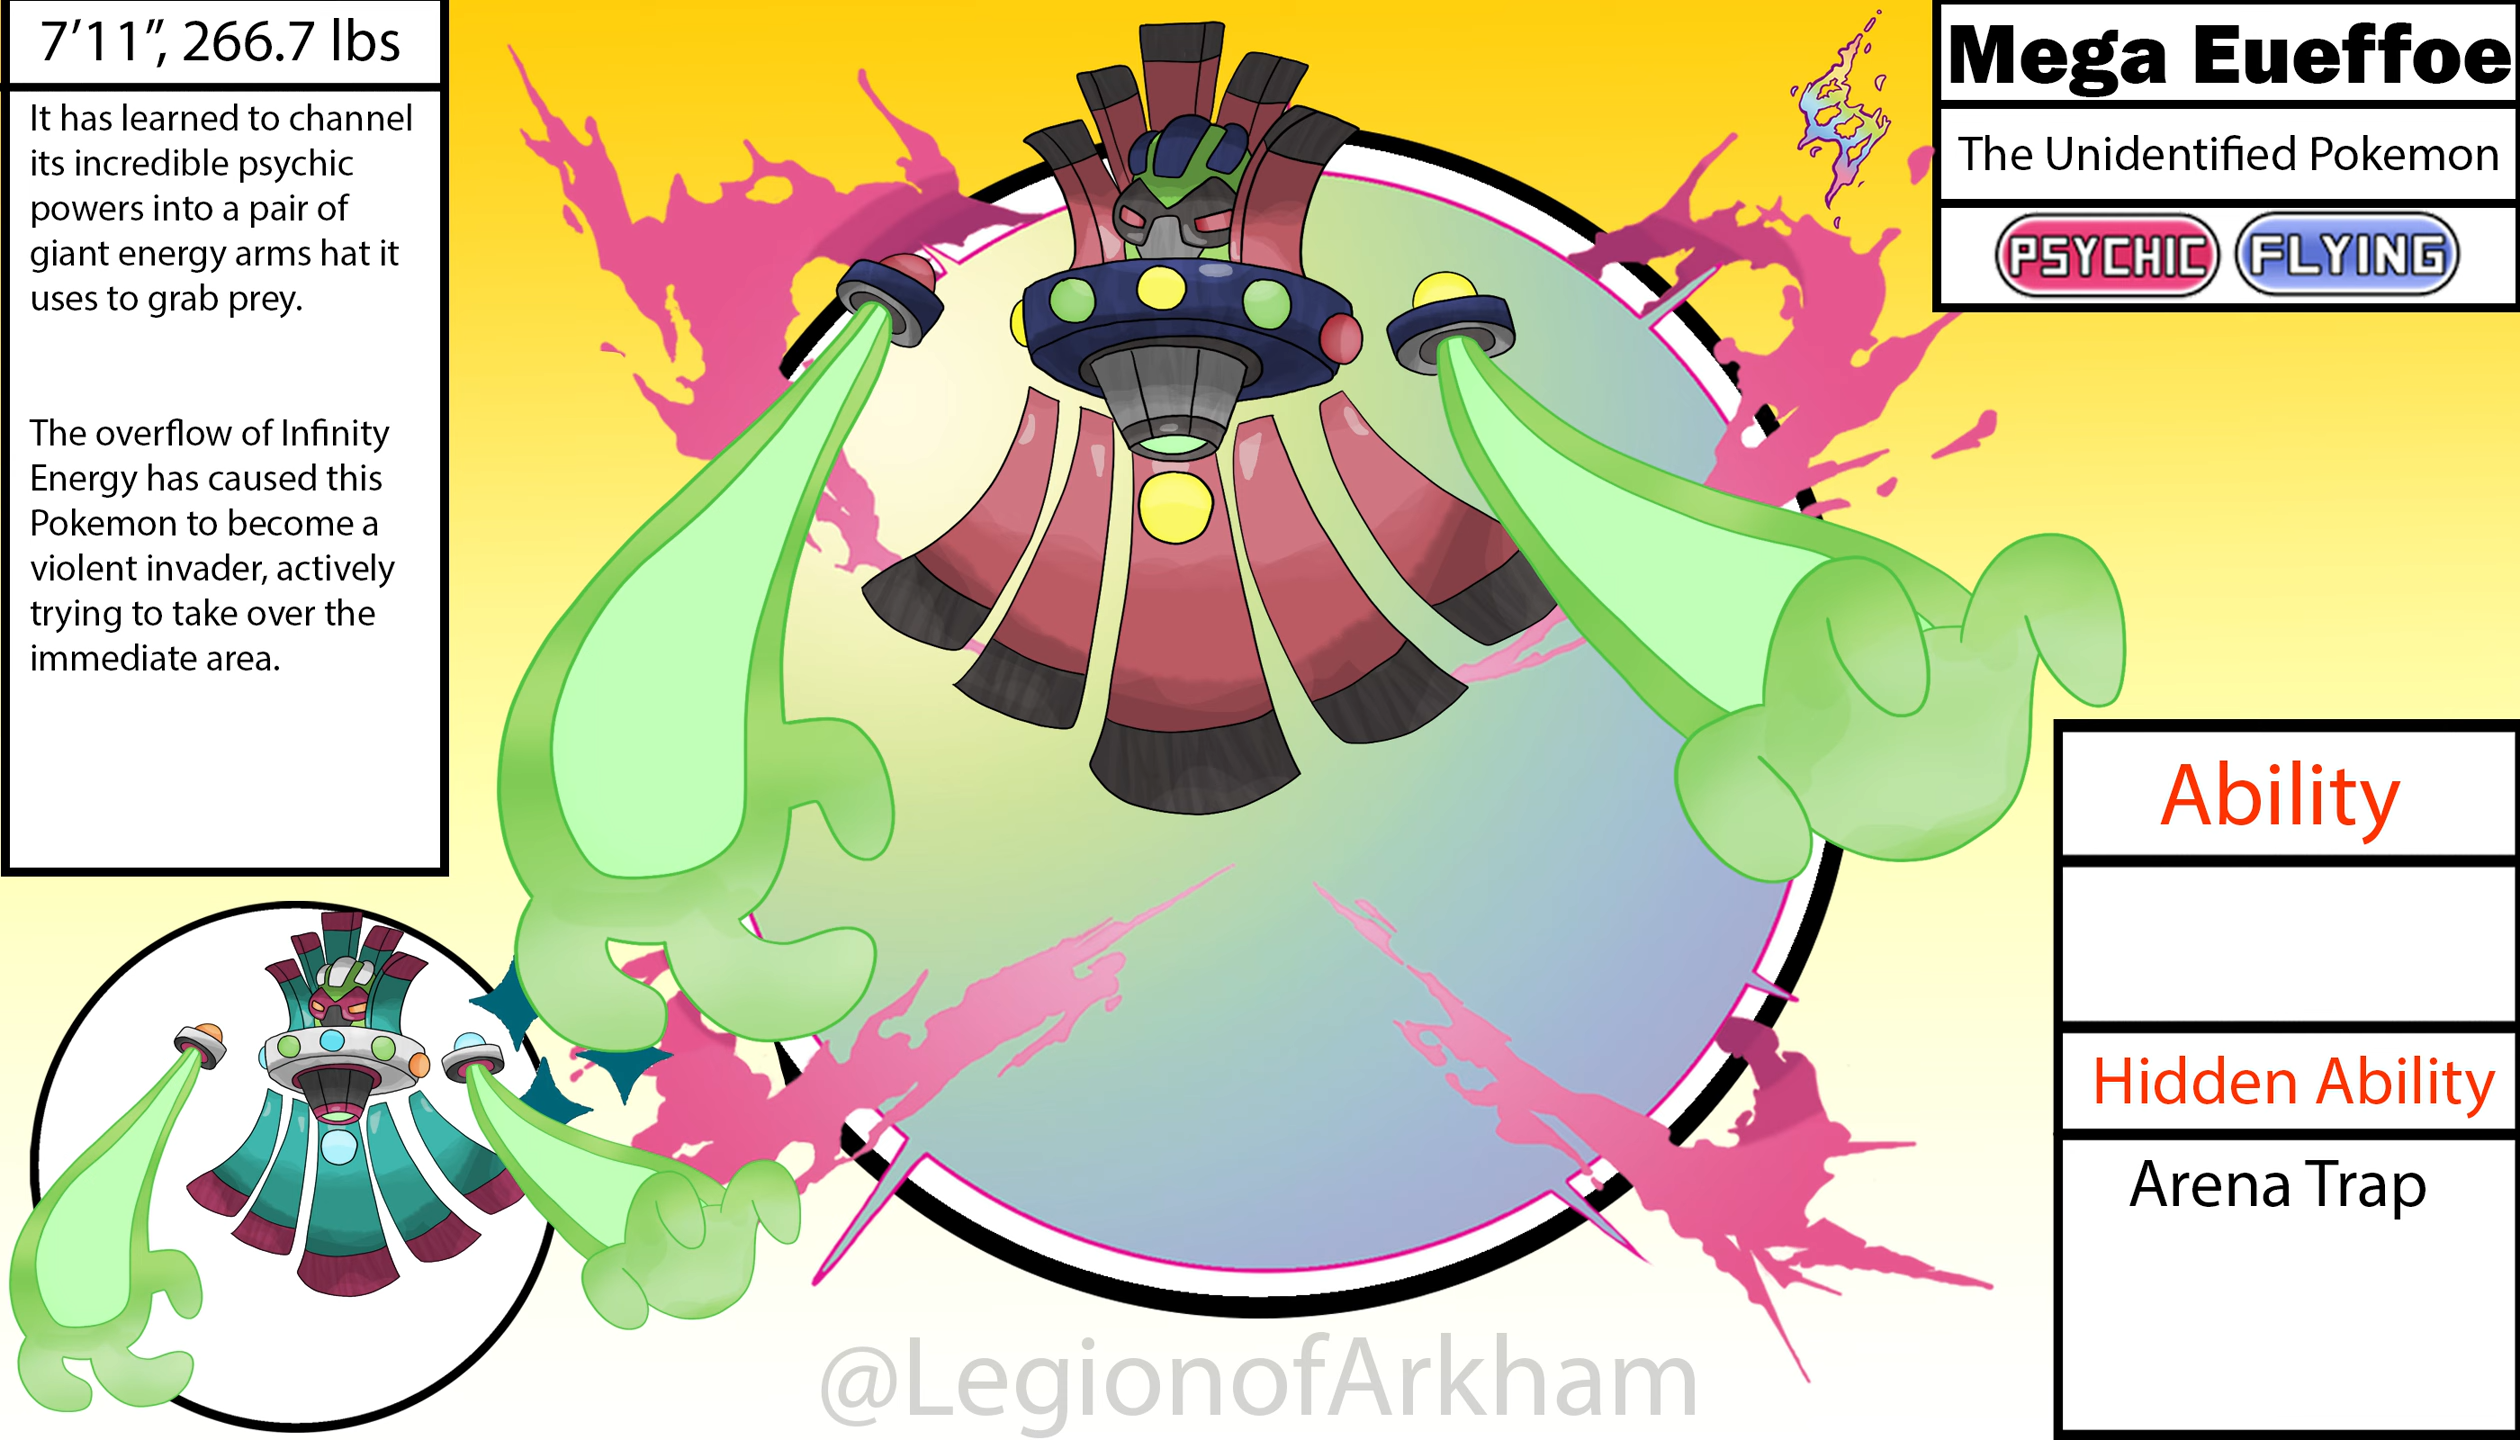 7’11”, 266.7 lbs
It has learned to channel
its incredible psychic
powers into a pair of
giant energy arms hat it
uses to grab prey.
The overflow of Infinity
Energy has caused this
Pokemon to become a
violent invader, actively
trying to take over the
immediate area.
Mega Eueffoe
The Unidentified Pokemon
PSYCHIC FLYING
Ability
Hidden Ability
Arena Trap
@LegionofArkham